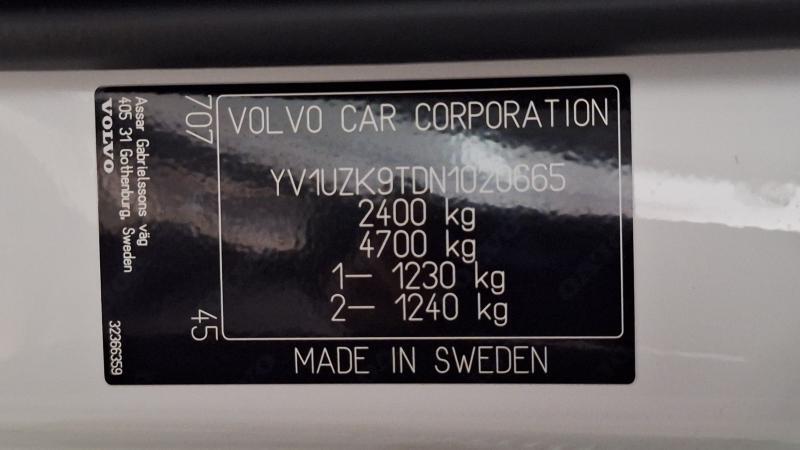 VOLVO CAR CORPORATION
YV1UZK9TDN1020665
2400 kg
4700 kg
1— 1230 kg
2— 1240 kg
MADE IN SWEDEN
707
45
Assar Gabrielssons väg
405 31 Gothenburg, Sweden
VOLVO
32366359